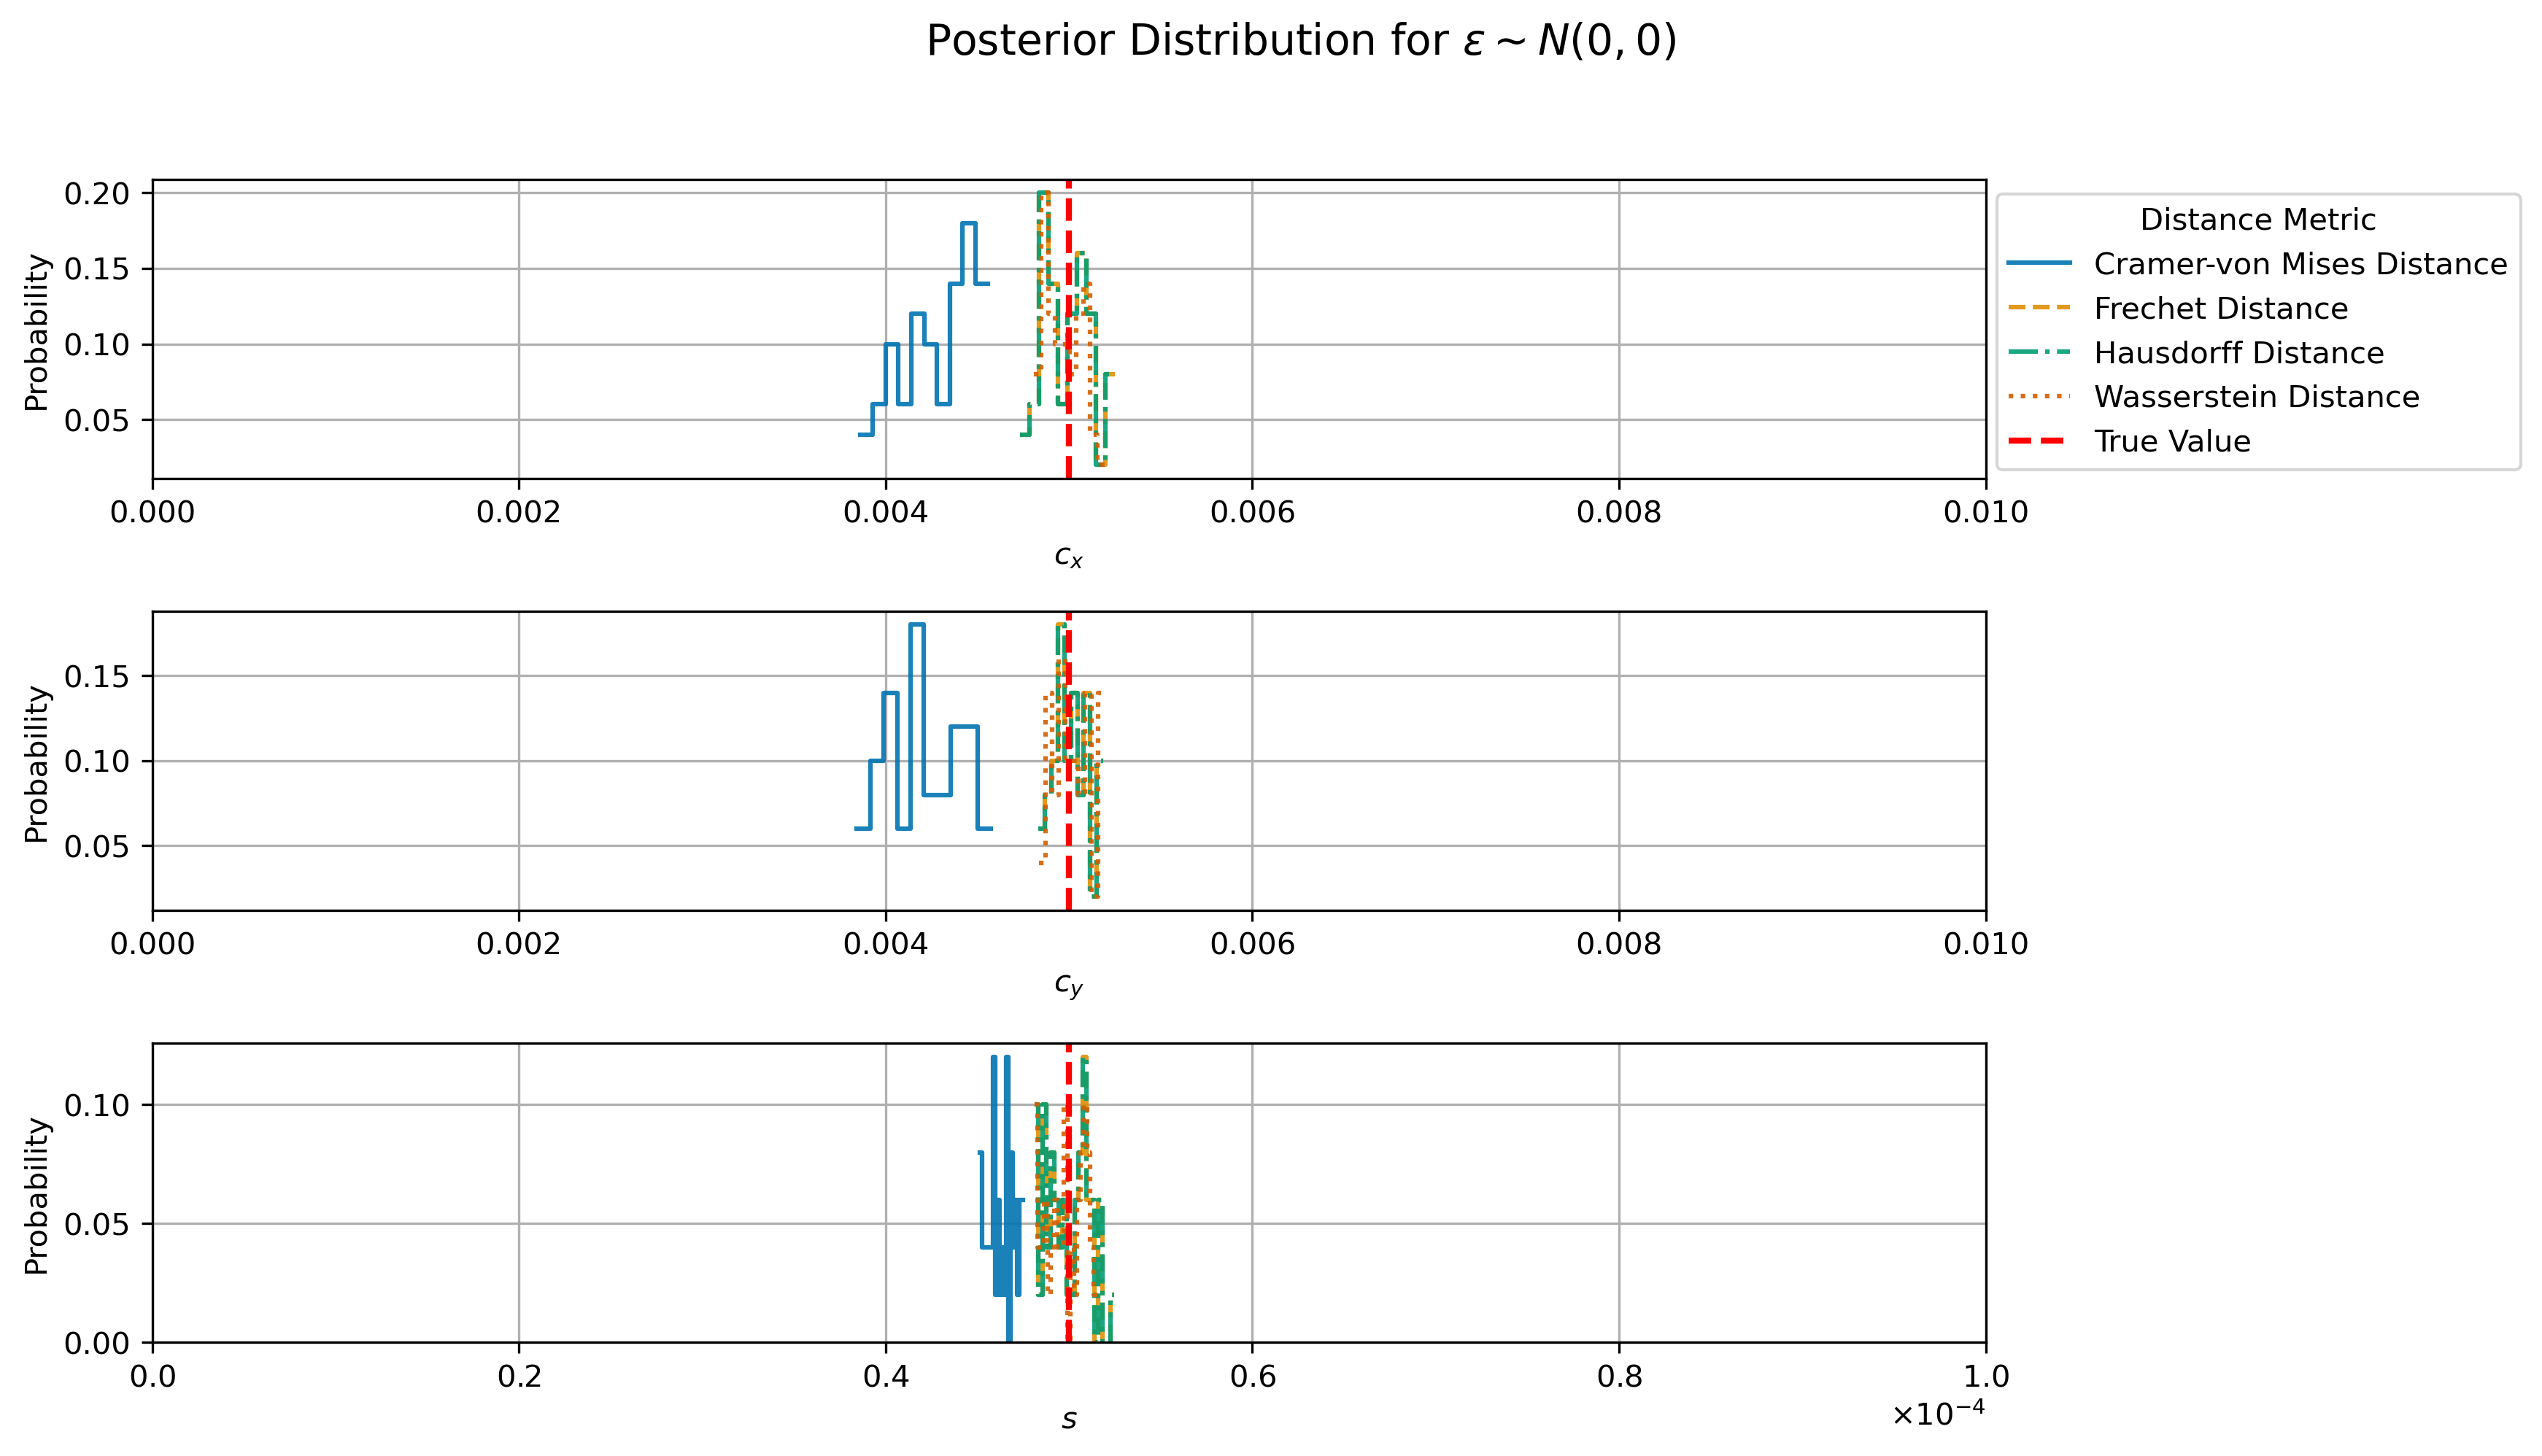 Posterior Distribution for ε ~ N(0, 0)
0.20
0.15
0.10
0.05
Probability
0.000 0.002 0.004 0.006 0.008 0.010
c_x
Distance Metric
Cramer-von Mises Distance
Frechet Distance
Hausdorff Distance
Wasserstein Distance
True Value
0.15
0.10
0.05
Probability
0.000 0.002 0.004 0.006 0.008 0.010
c_y
0.10
0.05
0.00
Probability
0.0 0.2 0.4 0.6 0.8 1.0
×10⁻⁴
s